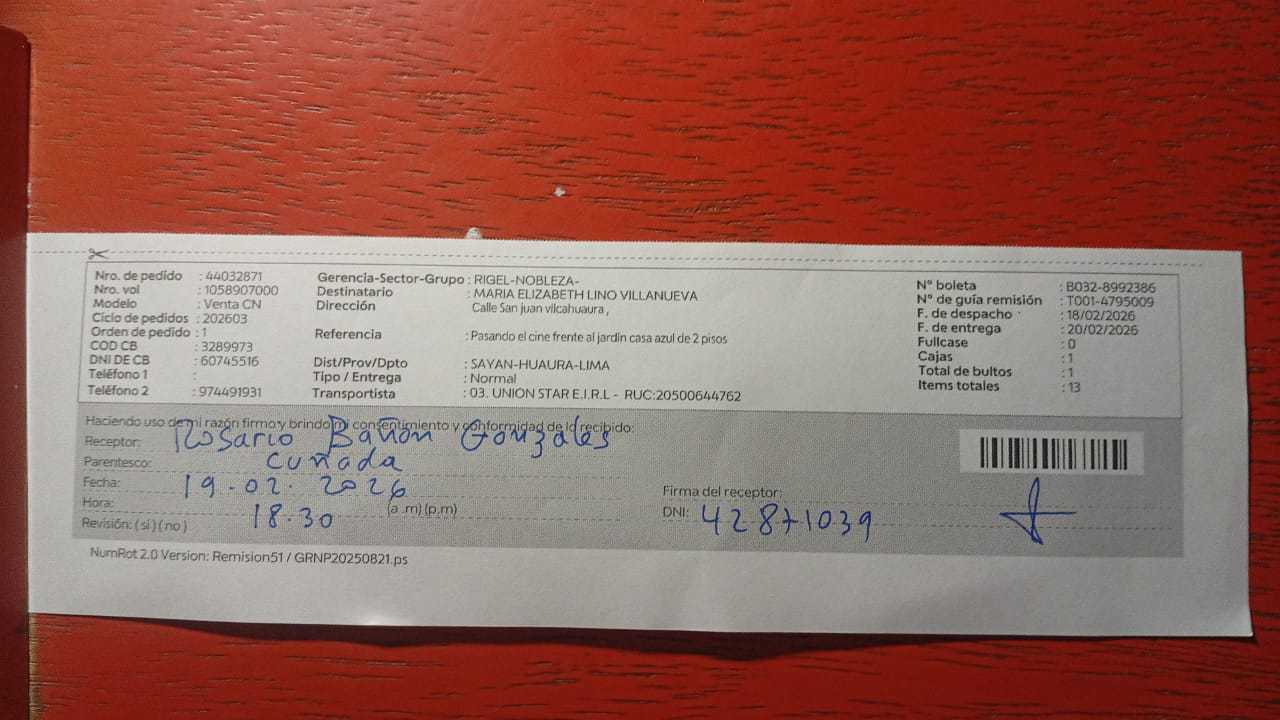 Nro. de pedido : 44032871
Nro. vol : 1058907000
Modelo : Venta CN
Ciclo de pedidos : 202603
Orden de pedido : 1
COD CB : 3289973
DNI DE CB : 60745516
Teléfono 1 :
Teléfono 2 : 974491931
Gerencia-Sector-Grupo : RIGEL-NOBLEZA-
Destinatario : MARIA ELIZABETH LINO VILLANUEVA
Dirección Calle San juan vilcahuaura ,
Referencia : Pasando el cine frente al jardin casa azul de 2 pisos
Dist/Prov/Dpto : SAYAN-HUAURA-LIMA
Tipo / Entrega : Normal
Transportista : 03. UNION STAR E.I.R.L - RUC:20500644762
N° boleta : B032-8992386
N° de guía remisión : T001-4795009
F. de despacho : 18/02/2026
F. de entrega : 20/02/2026
Fullcase : 0
Cajas : 1
Total de bultos : 1
Items totales : 13
Haciendo uso de mi razón firmo y brindo mi consentimiento y conformidad de lo recibido:
Receptor: Rosario Bañon Gonzales
Parentesco: cuñada
Fecha: 19.02.2026
Hora: 18.30 (a .m) (p.m)
Revisión: ( si ) ( no )
Firma del receptor:
DNI: 42871039
NumRot 2.0 Version: Remision51 / GRNP20250821.ps